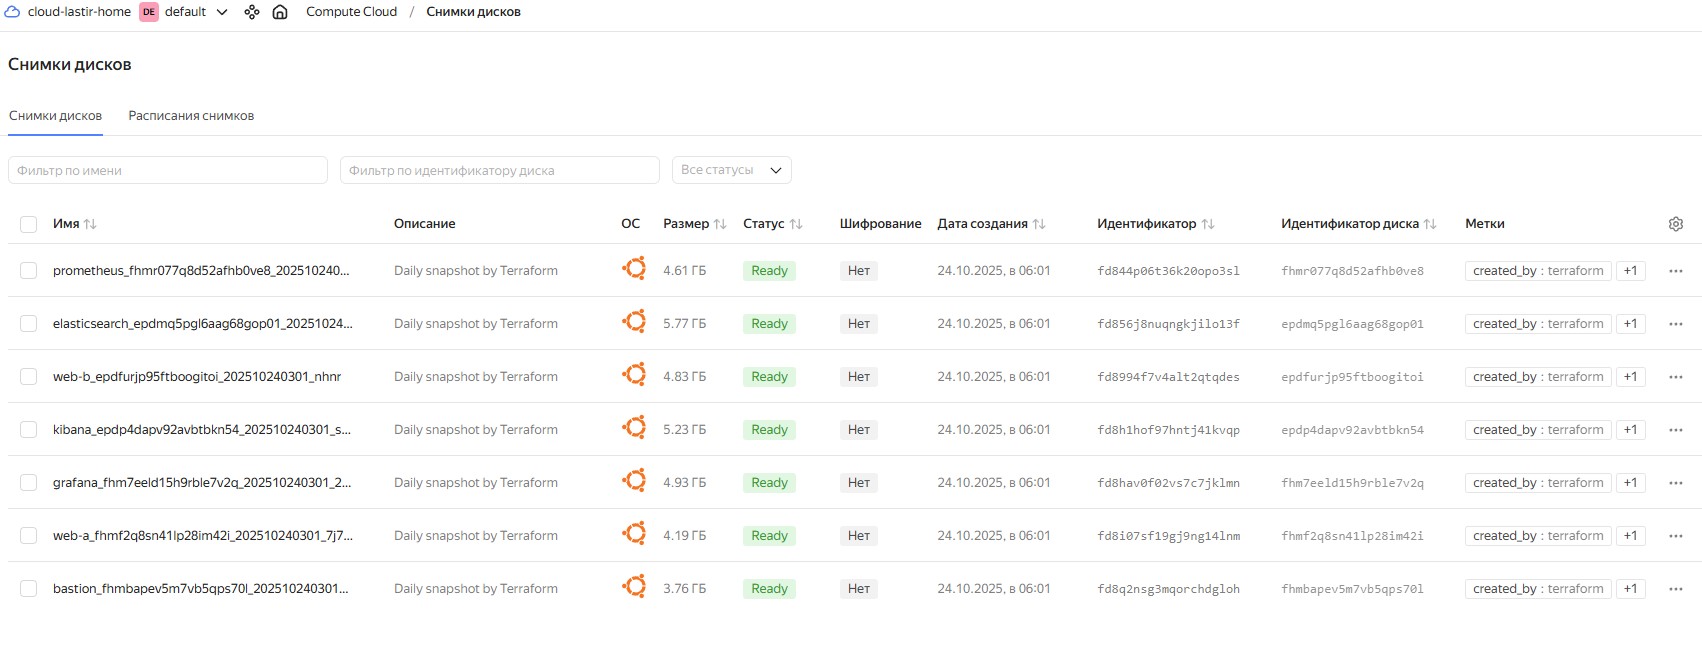 cloud-lastir-home DE default Compute Cloud / Снимки дисков
Снимки дисков
Снимки дисков Расписания снимков
Фильтр по имени Фильтр по идентификатору диска Все статусы
Имя Описание ОС Размер Статус Шифрование Дата создания Идентификатор Идентификатор диска Метки
prometheus_fhmr077q8d52afhb0ve8_202510240... Daily snapshot by Terraform 4.61 ГБ Ready Нет 24.10.2025, в 06:01 fd844p06t36k20opo3sl fhmr077q8d52afhb0ve8 created_by : terraform +1
elasticsearch_epdmq5pgl6aag68gop01_20251024... Daily snapshot by Terraform 5.77 ГБ Ready Нет 24.10.2025, в 06:01 fd856j8nuqngkjilo13f epdmq5pgl6aag68gop01 created_by : terraform +1
web-b_epdfurjp95ftboogitoi_202510240301_nhnr Daily snapshot by Terraform 4.83 ГБ Ready Нет 24.10.2025, в 06:01 fd8994f7v4alt2qtqdes epdfurjp95ftboogitoi created_by : terraform +1
kibana_epdp4dapv92avbtbkn54_202510240301_s... Daily snapshot by Terraform 5.23 ГБ Ready Нет 24.10.2025, в 06:01 fd8h1hof97hntj41kvqp epdp4dapv92avbtbkn54 created_by : terraform +1
grafana_fhm7eeld15h9rble7v2q_202510240301_2... Daily snapshot by Terraform 4.93 ГБ Ready Нет 24.10.2025, в 06:01 fd8hav0f02vs7c7jklmn fhm7eeld15h9rble7v2q created_by : terraform +1
web-a_fhmf2q8sn41lp28im42i_202510240301_7j7... Daily snapshot by Terraform 4.19 ГБ Ready Нет 24.10.2025, в 06:01 fd8i07sf19gj9ng14lnm fhmf2q8sn41lp28im42i created_by : terraform +1
bastion_fhmbapev5m7vb5qps70l_202510240301... Daily snapshot by Terraform 3.76 ГБ Ready Нет 24.10.2025, в 06:01 fd8q2nsg3mqorchdgloh fhmbapev5m7vb5qps70l created_by : terraform +1